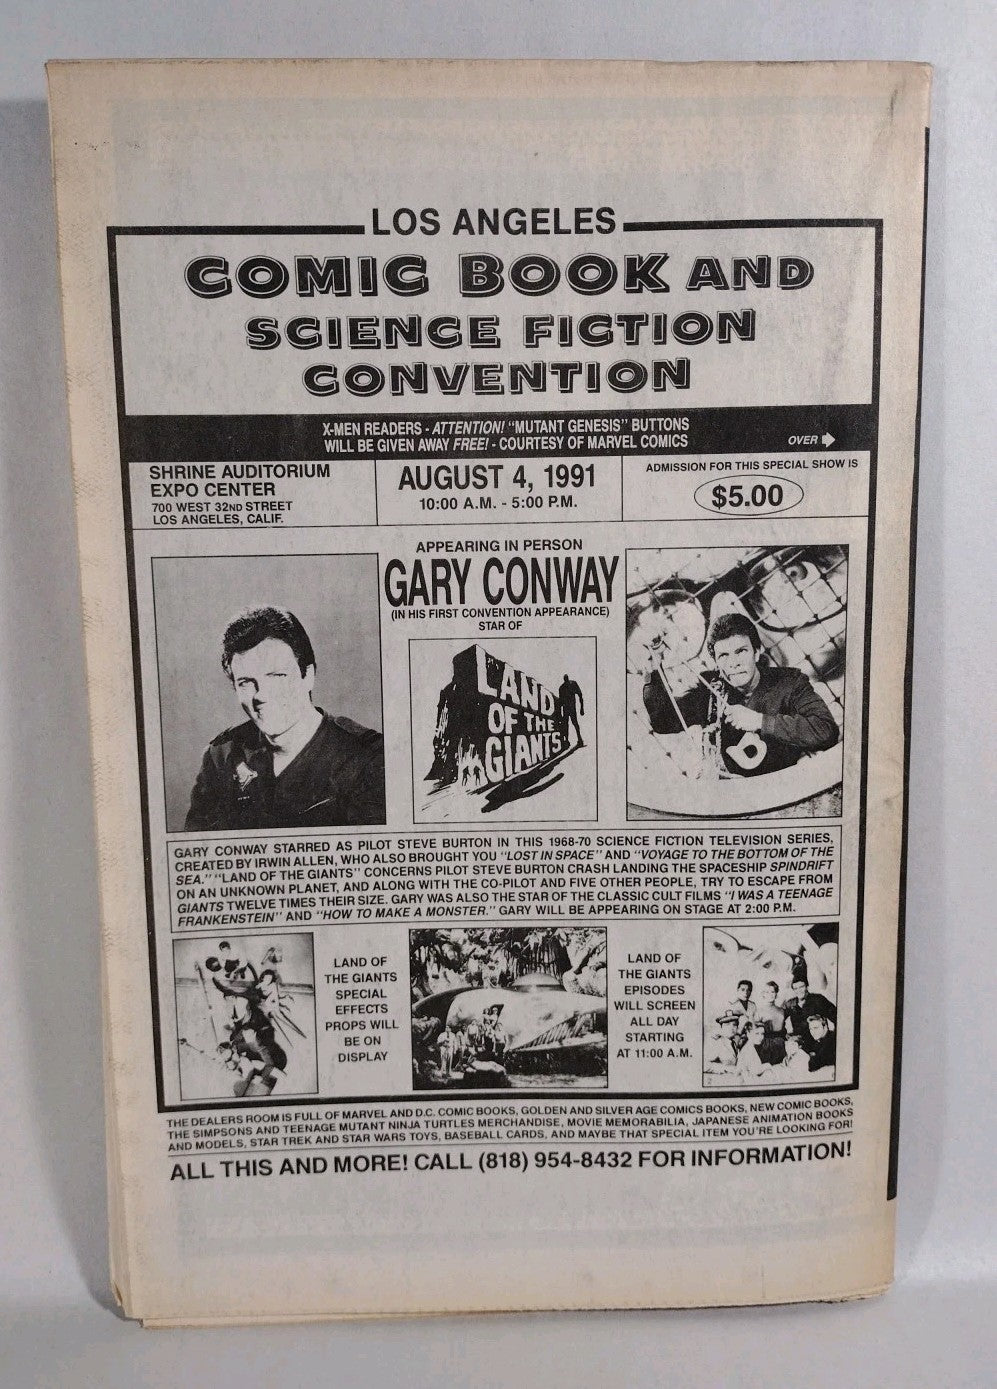 LOS ANGELES
COMIC BOOK AND
SCIENCE FICTION
CONVENTION
X-MEN READERS - ATTENTION! "MUTANT GENESIS" BUTTONS
WILL BE GIVEN AWAY FREE! - COURTESY OF MARVEL COMICS
OVER
SHRINE AUDITORIUM
EXPO CENTER
700 WEST 32ND STREET
LOS ANGELES, CALIF.
AUGUST 4, 1991
10:00 A.M. - 5:00 P.M.
ADMISSION FOR THIS SPECIAL SHOW IS
$5.00
APPEARING IN PERSON
GARY CONWAY
(IN HIS FIRST CONVENTION APPEARANCE)
STAR OF
LAND
OF THE
GIANTS
GARY CONWAY STARRED AS PILOT STEVE BURTON IN THIS 1968-70 SCIENCE FICTION TELEVISION SERIES,
CREATED BY IRWIN ALLEN, WHO ALSO BROUGHT YOU "LOST IN SPACE" AND "VOYAGE TO THE BOTTOM OF THE
SEA." "LAND OF THE GIANTS" CONCERNS PILOT STEVE BURTON CRASH LANDING THE SPACESHIP SPINDRIFT
ON AN UNKNOWN PLANET, AND ALONG WITH THE CO-PILOT AND FIVE OTHER PEOPLE, TRY TO ESCAPE FROM
GIANTS TWELVE TIMES THEIR SIZE. GARY WAS ALSO THE STAR OF THE CLASSIC CULT FILMS "I WAS A TEENAGE
FRANKENSTEIN" AND "HOW TO MAKE A MONSTER." GARY WILL BE APPEARING ON STAGE AT 2:00 P.M.
LAND OF
THE GIANTS
SPECIAL
EFFECTS
PROPS WILL
BE ON
DISPLAY
LAND OF
THE GIANTS
EPISODES
WILL SCREEN
ALL DAY
STARTING
AT 11:00 A.M.
THE DEALERS ROOM IS FULL OF MARVEL AND D.C. COMIC BOOKS, GOLDEN AND SILVER AGE COMICS BOOKS, NEW COMIC BOOKS,
THE SIMPSONS AND TEENAGE MUTANT NINJA TURTLES MERCHANDISE, MOVIE MEMORABILIA, JAPANESE ANIMATION BOOKS
AND MODELS, STAR TREK AND STAR WARS TOYS, BASEBALL CARDS, AND MAYBE THAT SPECIAL ITEM YOU'RE LOOKING FOR!
ALL THIS AND MORE! CALL (818) 954-8432 FOR INFORMATION!